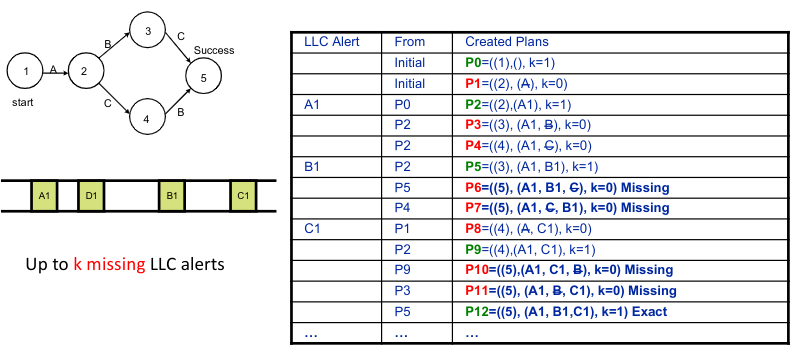 1
start
A
2
B
C
3
4
C
B
Success
5
A1 D1 B1 C1
Up to k missing LLC alerts
LLC Alert From Created Plans
Initial P0=((1),(), k=1)
Initial P1=((2), (A), k=0)
A1 P0 P2=((2),(A1), k=1)
P2 P3=((3), (A1, B), k=0)
P2 P4=((4), (A1, C), k=0)
B1 P2 P5=((3), (A1, B1), k=1)
P5 P6=((5), (A1, B1, C), k=0) Missing
P4 P7=((5), (A1, C, B1), k=0) Missing
C1 P1 P8=((4), (A, C1), k=0)
P2 P9=((4),(A1, C1), k=1)
P9 P10=((5),(A1, C1, B), k=0) Missing
P3 P11=((5), (A1, B, C1), k=0) Missing
P5 P12=((5), (A1, B1,C1), k=1) Exact
... ... ...